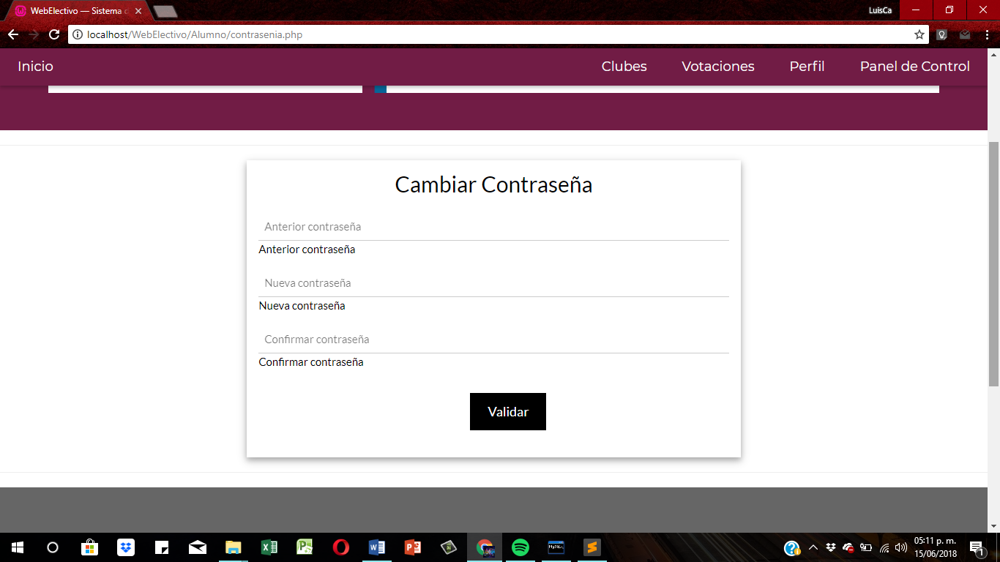 WebElectivo — Sistema d
LuisCa
localhost/WebElectivo/Alumno/contrasenia.php
Inicio
Clubes
Votaciones
Perfil
Panel de Control
Cambiar Contraseña
Anterior contraseña
Anterior contraseña
Nueva contraseña
Nueva contraseña
Confirmar contraseña
Confirmar contraseña
Validar
05:11 p. m.
15/06/2018
1